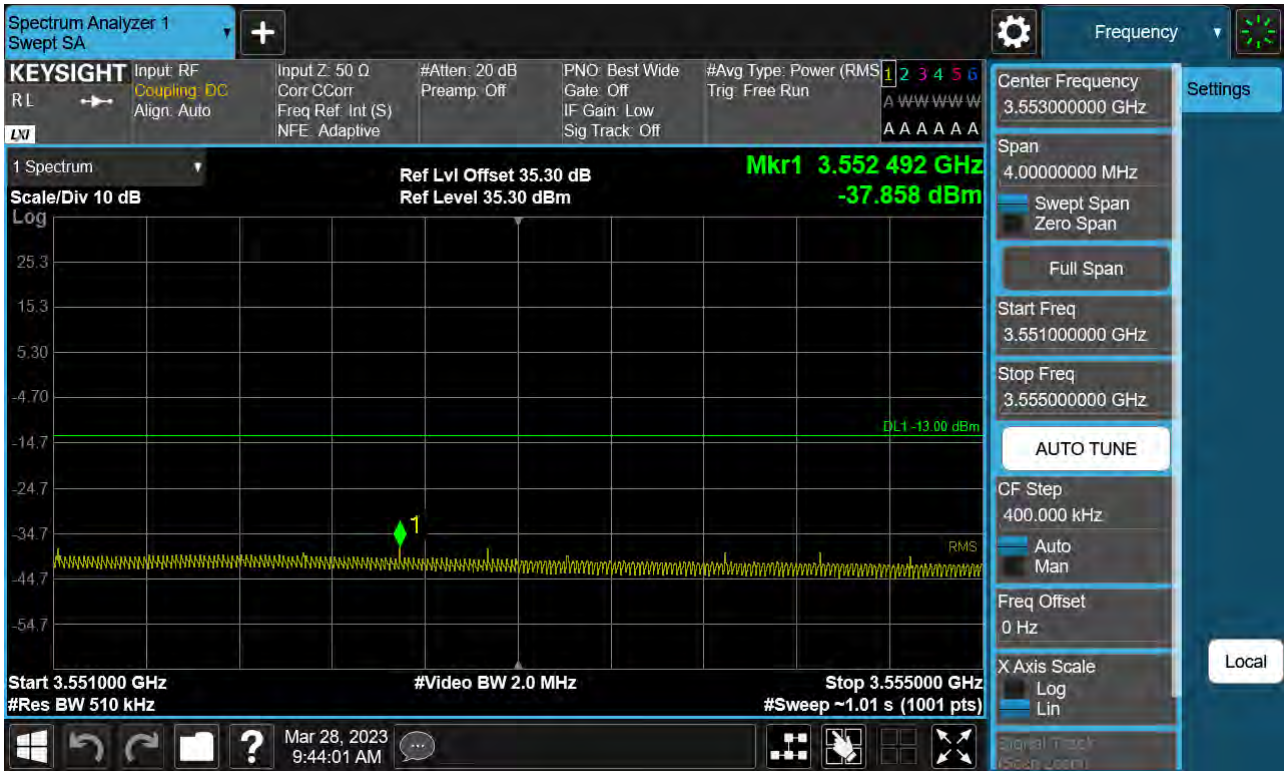 Spectrum Analyzer 1
Swept SA
+
Frequency
KEYSIGHT
RL
LXI
Input: RF
Coupling: DC
Align: Auto
Input Z: 50 Ω
Corr CCorr
Freq Ref: Int (S)
NFE: Adaptive
#Atten: 20 dB
Preamp: Off
PNO: Best Wide
Gate: Off
IF Gain: Low
Sig Track: Off
#Avg Type: Power (RMS
Trig: Free Run
1 2 3 4 5 6
A W W W W W
A A A A A A
1 Spectrum
Scale/Div 10 dB
Log
Ref Lvl Offset 35.30 dB
Ref Level 35.30 dBm
Mkr1 3.552 492 GHz
-37.858 dBm
25.3
15.3
5.30
-4.70
-14.7
-24.7
-34.7
-44.7
-54.7
DL1 -13.00 dBm
1
RMS
Start 3.551000 GHz
#Res BW 510 kHz
#Video BW 2.0 MHz
Stop 3.555000 GHz
#Sweep ~1.01 s (1001 pts)
Center Frequency
3.553000000 GHz
Span
4.00000000 MHz
Swept Span
Zero Span
Full Span
Start Freq
3.551000000 GHz
Stop Freq
3.555000000 GHz
AUTO TUNE
CF Step
400.000 kHz
Auto
Man
Freq Offset
0 Hz
X Axis Scale
Log
Lin
Signal Track
(Span Zoom)
Settings
Local
?
Mar 28, 2023
9:44:01 AM